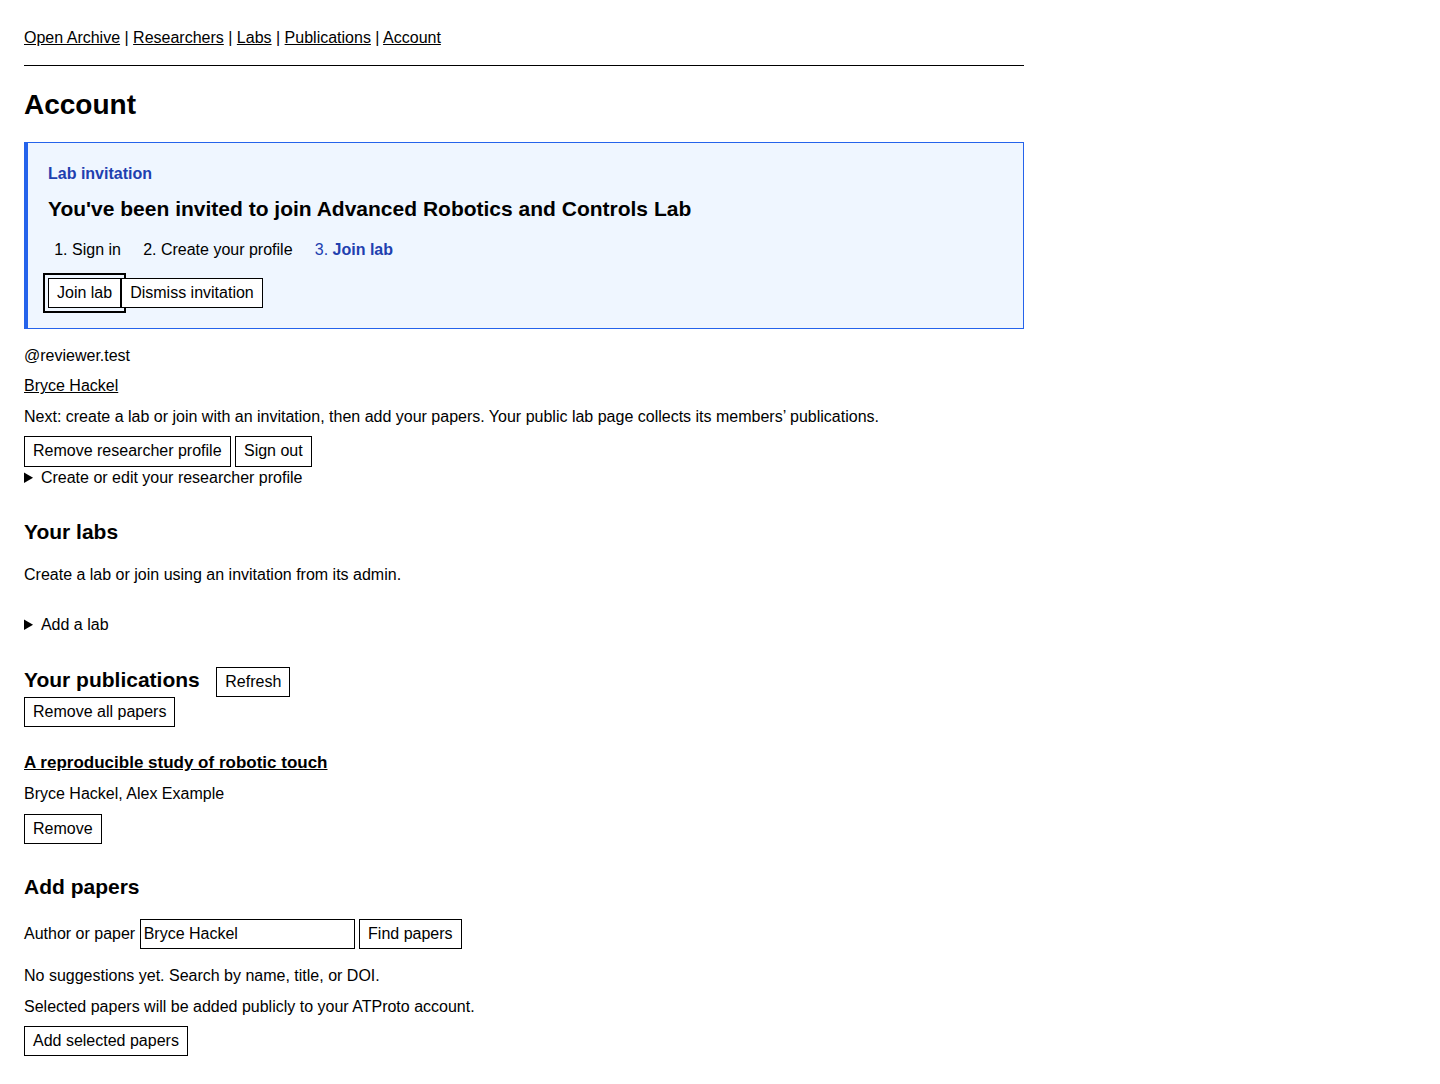 Open Archive | Researchers | Labs | Publications | Account
Account
Lab invitation
You've been invited to join Advanced Robotics and Controls Lab
1. Sign in 2. Create your profile 3. Join lab
Join lab Dismiss invitation
@reviewer.test
Bryce Hackel
Next: create a lab or join with an invitation, then add your papers. Your public lab page collects its members’ publications.
Remove researcher profile Sign out
Create or edit your researcher profile
Your labs
Create a lab or join using an invitation from its admin.
Add a lab
Your publications Refresh
Remove all papers
A reproducible study of robotic touch
Bryce Hackel, Alex Example
Remove
Add papers
Author or paper Bryce Hackel Find papers
No suggestions yet. Search by name, title, or DOI.
Selected papers will be added publicly to your ATProto account.
Add selected papers